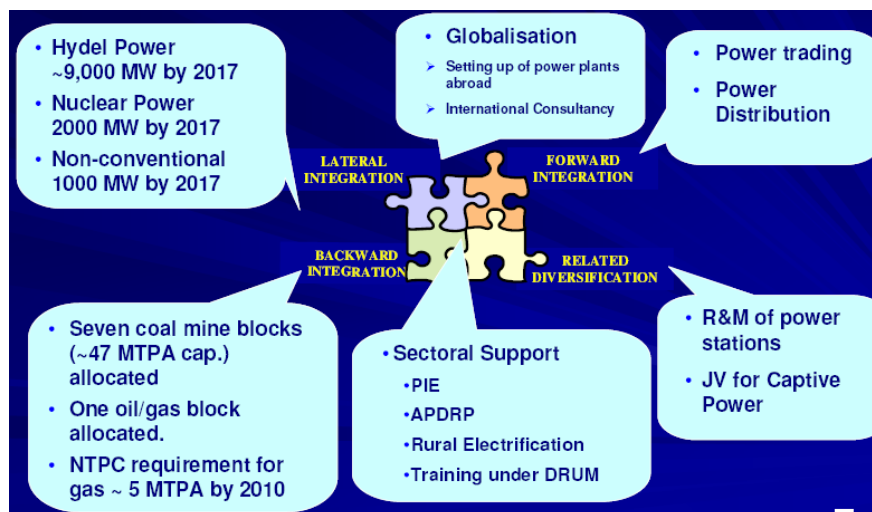 • Hydel Power
~9,000 MW by 2017
• Nuclear Power
2000 MW by 2017
• Non-conventional
1000 MW by 2017
• Globalisation
➢ Setting up of power plants
abroad
➢ International Consultancy
• Power trading
• Power
Distribution
LATERAL
INTEGRATION
FORWARD
INTEGRATION
BACKWARD
INTEGRATION
RELATED
DIVERSIFICATION
• Seven coal mine blocks
(~47 MTPA cap.)
allocated
• One oil/gas block
allocated.
• NTPC requirement for
gas ~ 5 MTPA by 2010
• Sectoral Support
• PIE
• APDRP
• Rural Electrification
• Training under DRUM
• R&M of power
stations
• JV for Captive
Power